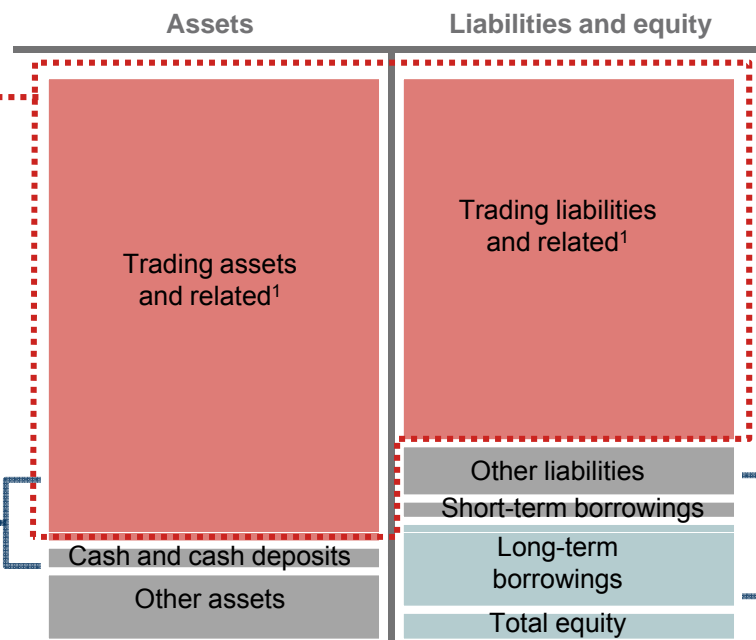 Assets
Liabilities and equity
Trading assets
and related¹
Trading liabilities
and related¹
Other liabilities
Short-term borrowings
Cash and cash deposits
Long-term
borrowings
Other assets
Total equity